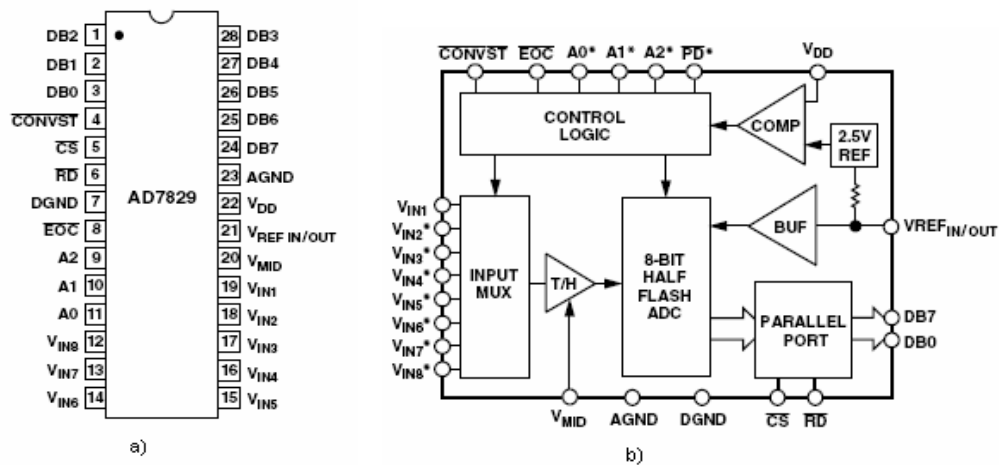 DB2 1 28 DB3
DB1 2 27 DB4
DB0 3 26 DB5
CONVST 4 25 DB6
CS 5 24 DB7
RD 6 23 AGND
AD7829
DGND 7 22 VDD
EOC 8 21 VREF IN/OUT
A2 9 20 VMID
A1 10 19 VIN1
A0 11 18 VIN2
VIN8 12 17 VIN3
VIN7 13 16 VIN4
VIN6 14 15 VIN5
a)
CONVST EOC A0* A1* A2* PD* VDD
CONTROL
LOGIC
COMP
2.5V
REF
VIN1
VIN2*
VIN3*
VIN4*
VIN5*
VIN6*
VIN7*
VIN8*
INPUT
MUX
T/H
8-BIT
HALF
FLASH
ADC
BUF
VREFIN/OUT
PARALLEL
PORT
DB7
DB0
VMID AGND DGND CS RD
b)